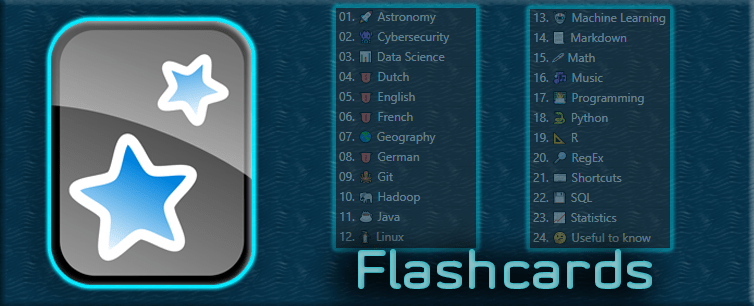 01. Astronomy
02. Cybersecurity
03. Data Science
04. Dutch
05. English
06. French
07. Geography
08. German
09. Git
10. Hadoop
11. Java
12. Linux
13. Machine Learning
14. Markdown
15. Math
16. Music
17. Programming
18. Python
19. R
20. RegEx
21. Shortcuts
22. SQL
23. Statistics
24. Useful to know
Flashcards